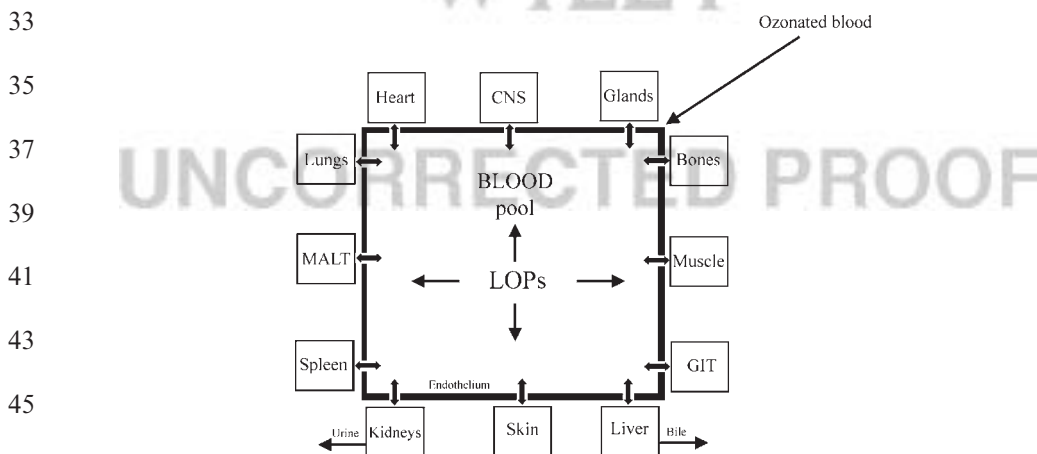 33
Ozonated blood
35
Heart
CNS
Glands
37
Lungs
Bones
UNCORRECTED PROOF
BLOOD
pool
39
MALT
Muscle
41
LOPs
43
Spleen
GIT
Endothelium
45
Urine
Kidneys
Skin
Liver
Bile